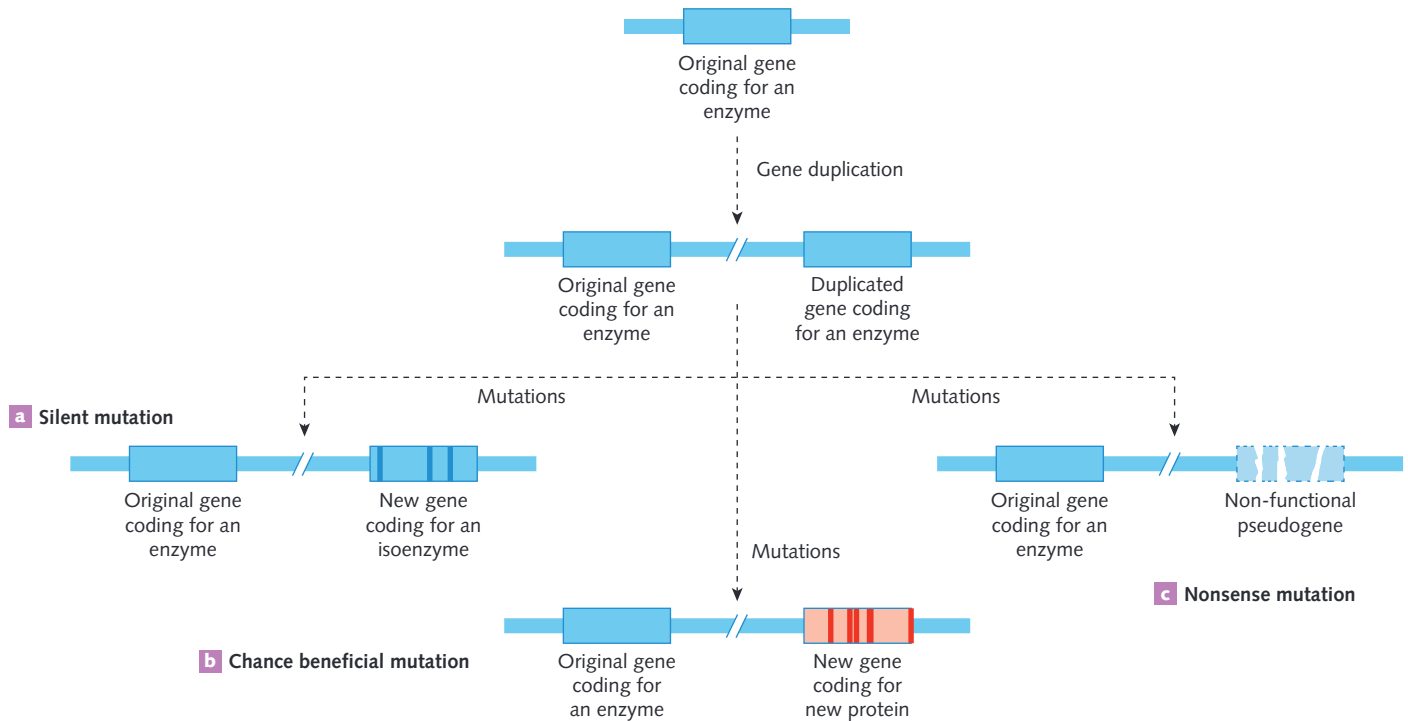 Original gene
coding for an
enzyme
Gene duplication
Original gene
coding for an
enzyme
Duplicated
gene coding
for an enzyme
Mutations
Mutations
a Silent mutation
Original gene
coding for an
enzyme
New gene
coding for an
isoenzyme
Original gene
coding for an
enzyme
Non-functional
pseudogene
Mutations
c Nonsense mutation
b Chance beneficial mutation
Original gene
coding for
an enzyme
New gene
coding for
new protein